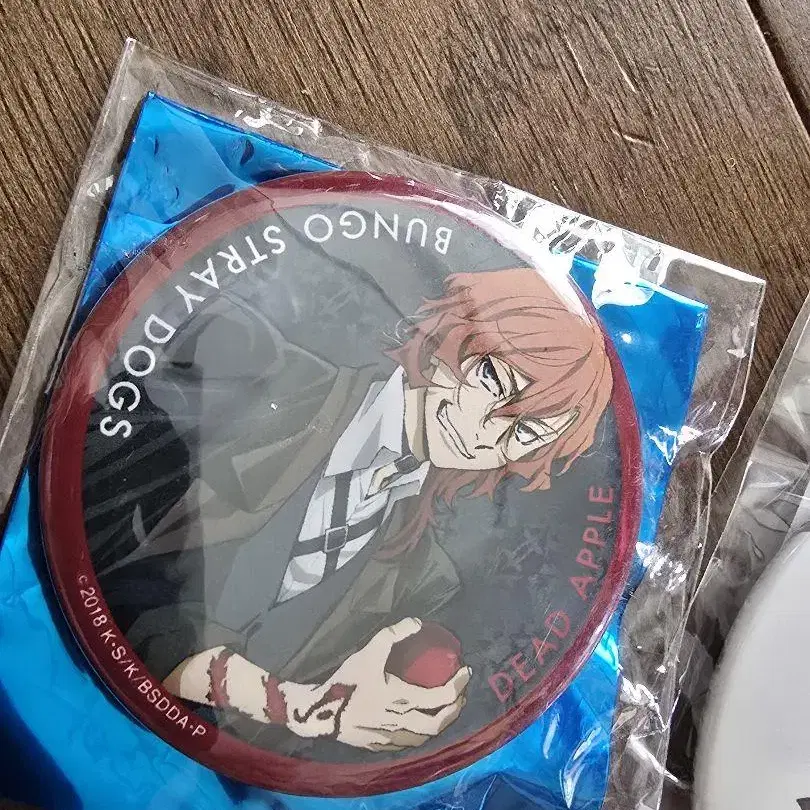 BUNGO STRAY DOGS
DEAD APPLE
c 2018 K·S/K/BSDDA·P